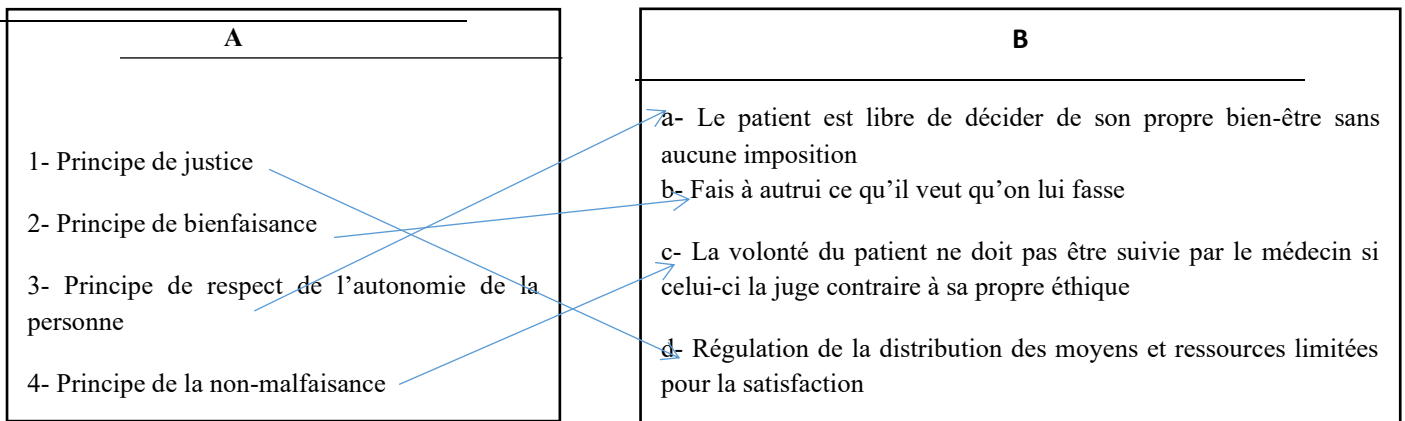 A
1- Principe de justice
2- Principe de bienfaisance
3- Principe de respect de l’autonomie de la
personne
4- Principe de la non-malfaisance
B
a- Le patient est libre de décider de son propre bien-être sans
aucune imposition
b- Fais à autrui ce qu’il veut qu’on lui fasse
c- La volonté du patient ne doit pas être suivie par le médecin si
celui-ci la juge contraire à sa propre éthique
d- Régulation de la distribution des moyens et ressources limitées
pour la satisfaction